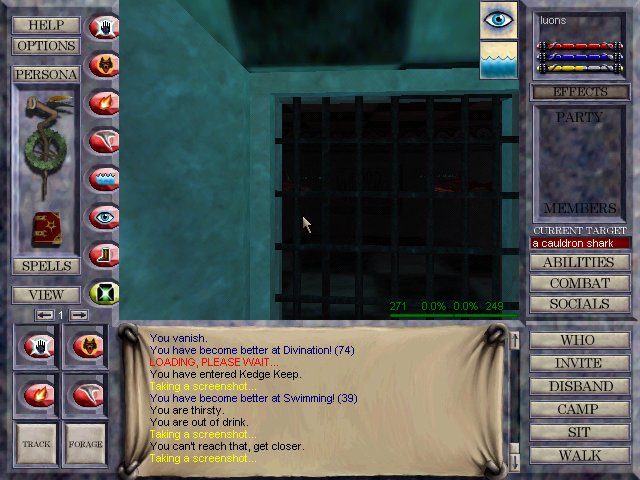 HELP
OPTIONS
PERSONA
SPELLS
VIEW
1
TRACK
FORAGE
271 0.0% 0.0% 249
You vanish.
You have become better at Divination! (74)
LOADING, PLEASE WAIT...
You have entered Kedge Keep.
Taking a screenshot...
You have become better at Swimming! (39)
You are thirsty.
You are out of drink.
Taking a screenshot...
You can't reach that, get closer.
Taking a screenshot...
luons
EFFECTS
PARTY
MEMBERS
CURRENT TARGET
a cauldron shark
ABILITIES
COMBAT
SOCIALS
WHO
INVITE
DISBAND
CAMP
SIT
WALK